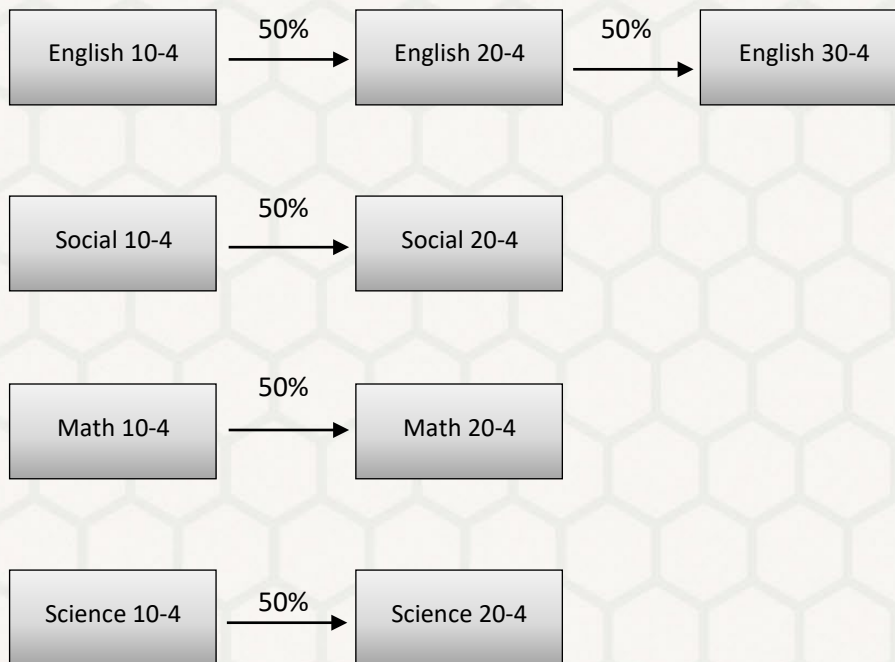 50%
50%
English 10-4
English 20-4
English 30-4
50%
Social 10-4
Social 20-4
50%
Math 10-4
Math 20-4
50%
Science 10-4
Science 20-4